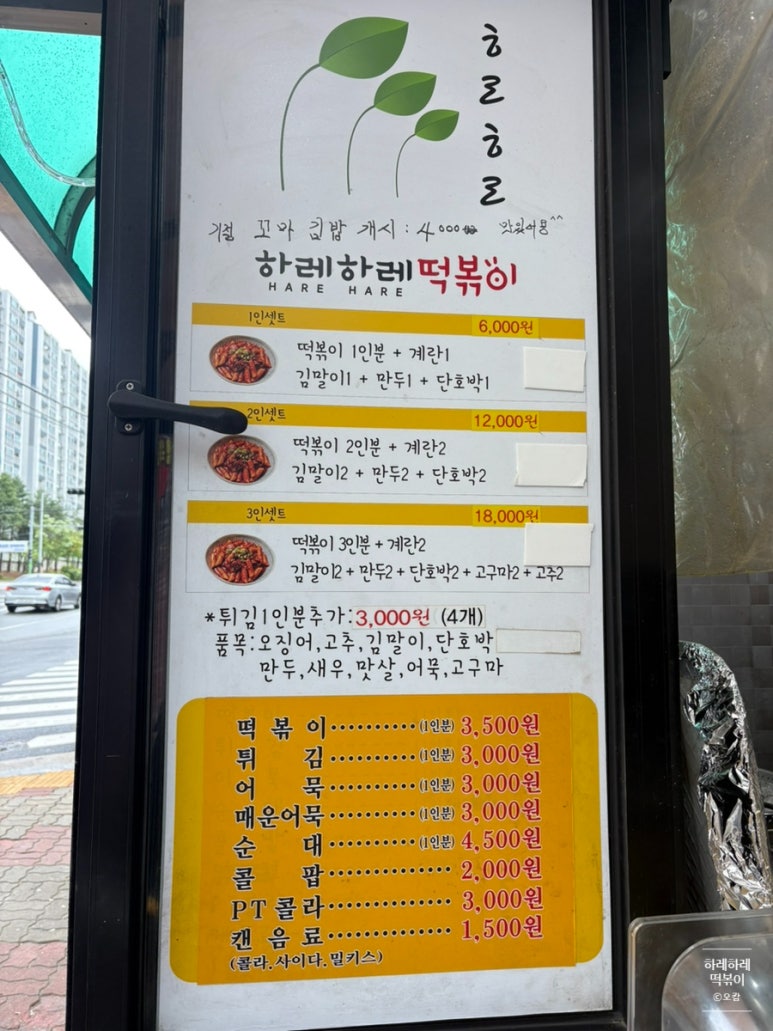 ㅎㄹㅎㄹ
꼬마 김밥 개시 : 4000
하레하레떡볶이
HARE HARE
1인셋트 6,000원
떡볶이 1인분 + 계란1
김말이1 + 만두1 + 단호박1
2인셋트 12,000원
떡볶이 2인분 + 계란2
김말이2 + 만두2 + 단호박2
3인셋트 18,000원
떡볶이 3인분 + 계란2
김말이2 + 만두2 + 단호박2 + 고구마2 + 고추2
*튀김1인분추가:3,000원 (4개)
품목:오징어,고추,김말이,단호박
만두,새우,맛살,어묵,고구마
떡볶이··········(1인분) 3,500원
튀김··········(1인분) 3,000원
어묵··········(1인분) 3,000원
매운어묵··········(1인분) 3,000원
순대··········(1인분) 4,500원
콜팝·············· 2,000원
PT콜라·············· 3,000원
캔음료·············· 1,500원
(콜라.사이다.밀키스)
하레하레
떡볶이
©오캄